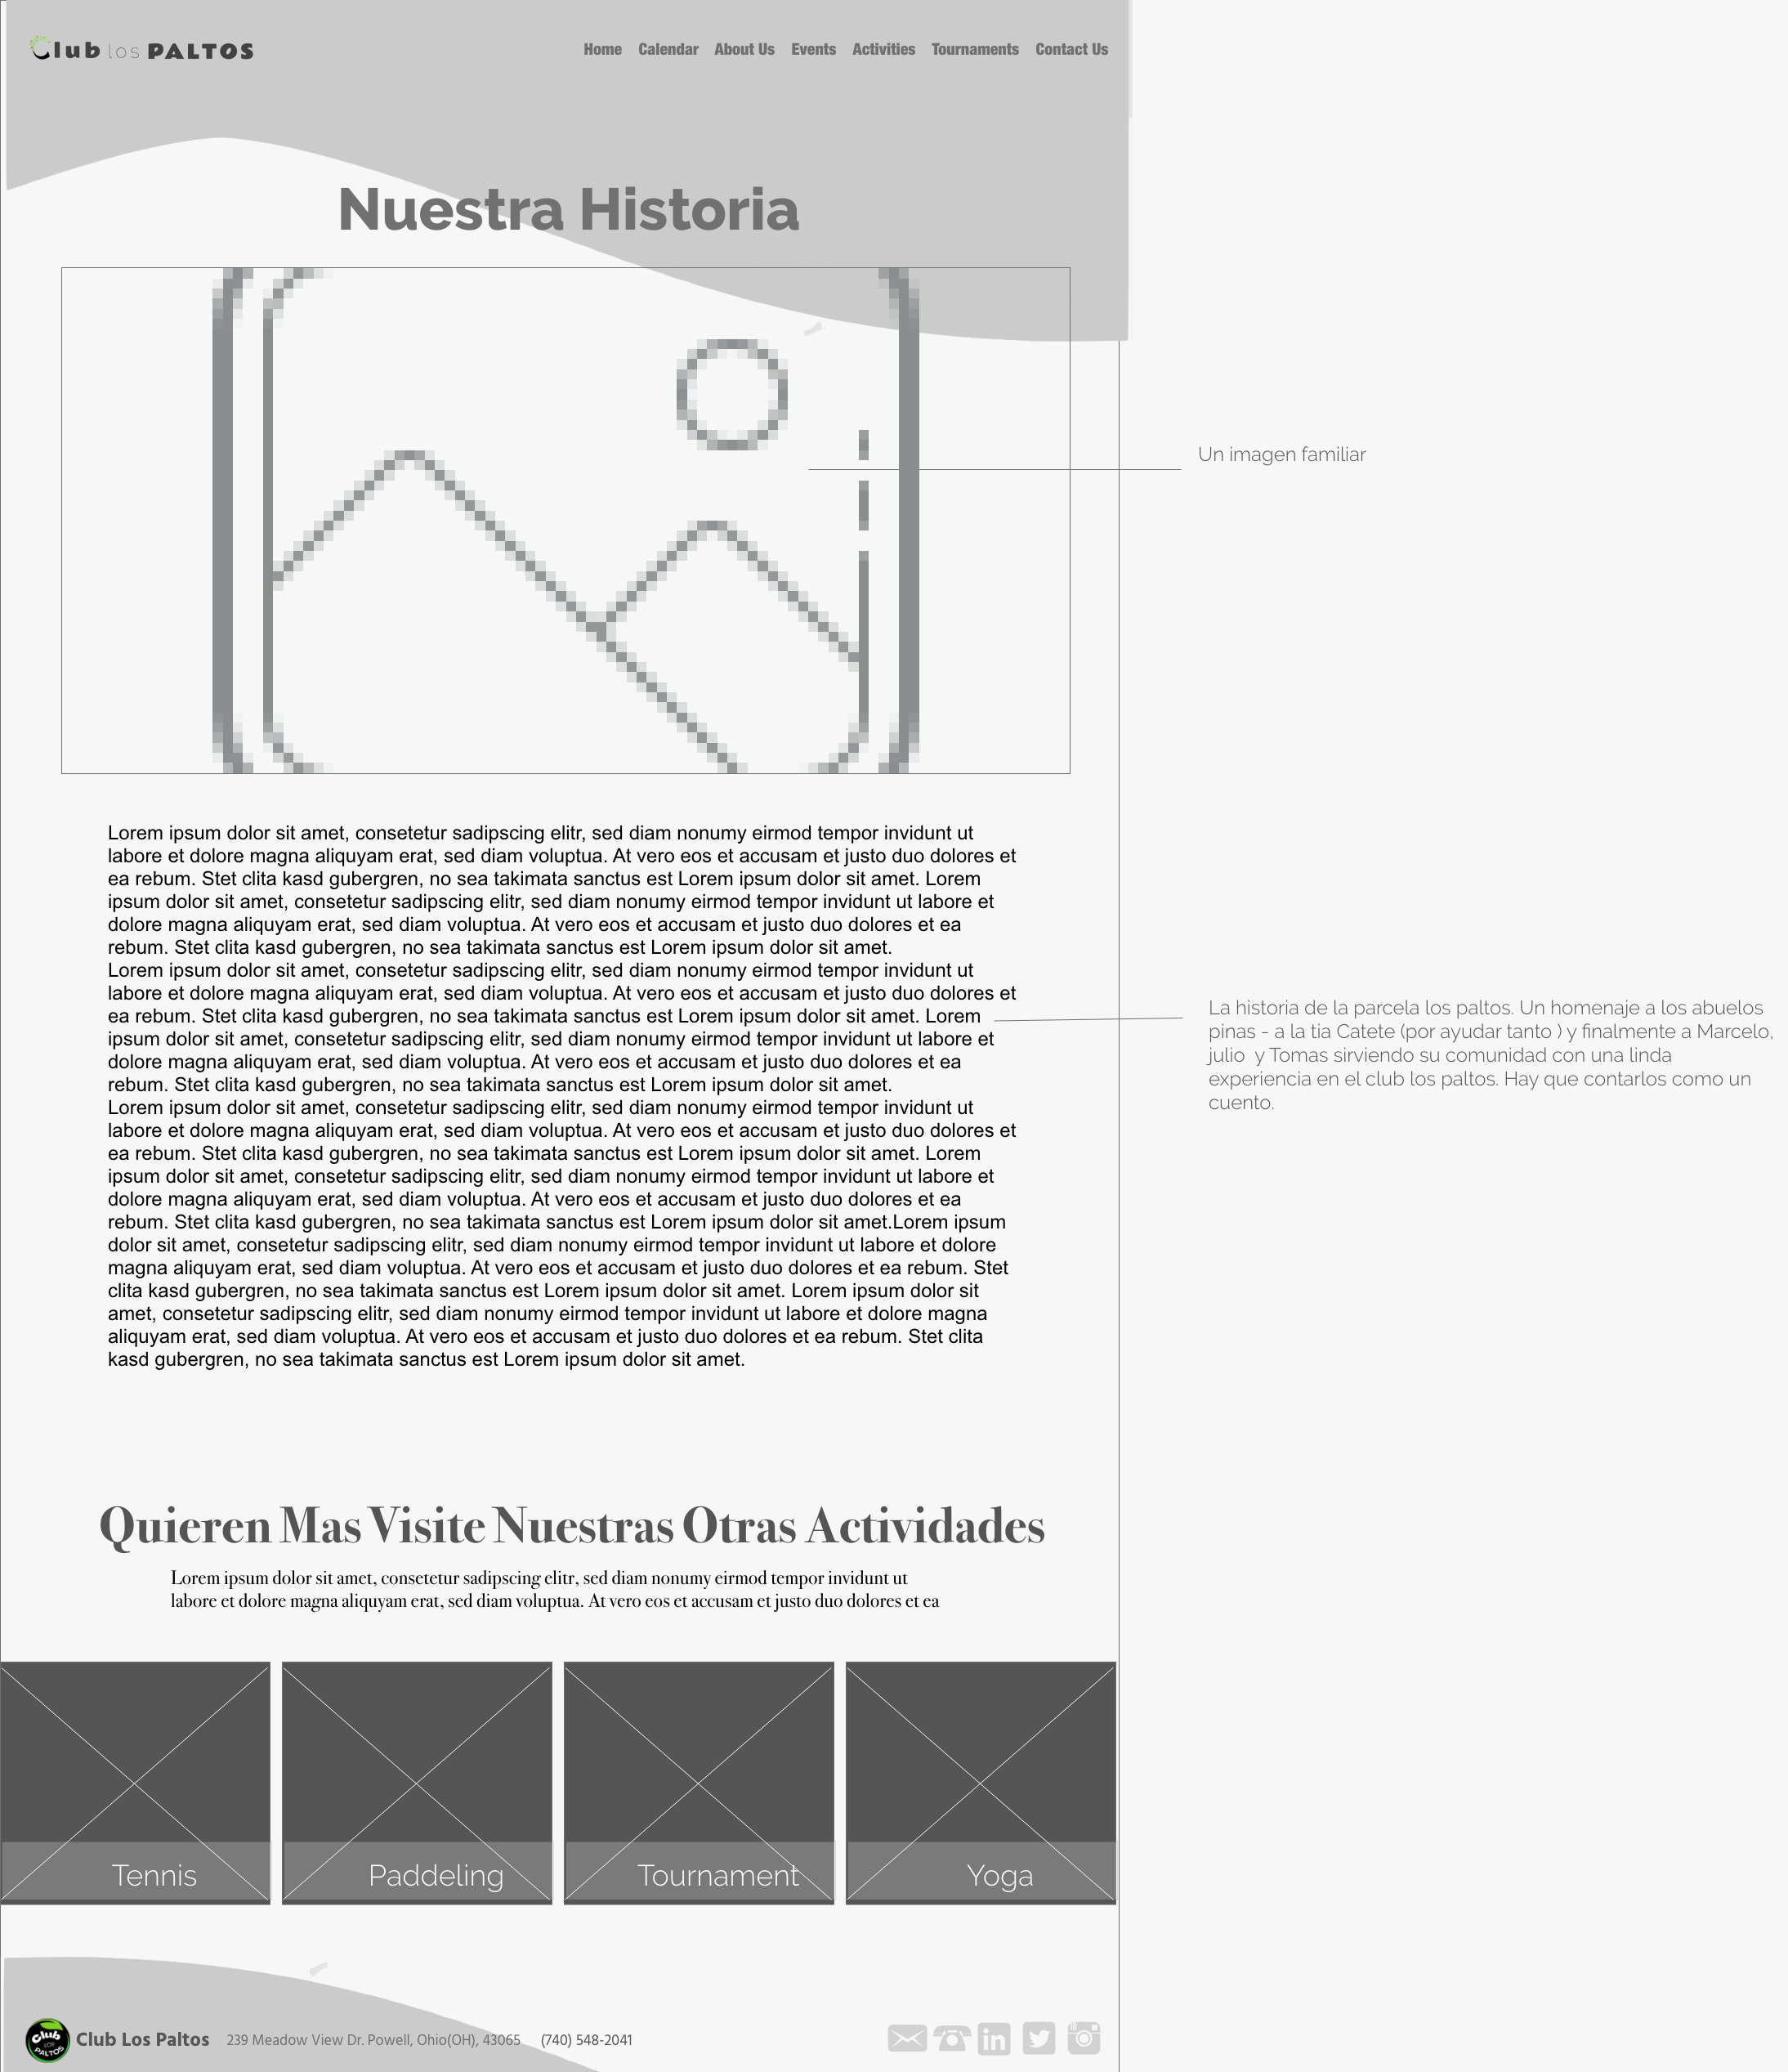 Club los PALTOS
Home Calendar About Us Events Activities Tournaments Contact Us
Nuestra Historia
Un imagen familiar
Lorem ipsum dolor sit amet, consetetur sadipscing elitr, sed diam nonumy eirmod tempor invidunt ut
labore et dolore magna aliquyam erat, sed diam voluptua. At vero eos et accusam et justo duo dolores et
ea rebum. Stet clita kasd gubergren, no sea takimata sanctus est Lorem ipsum dolor sit amet. Lorem
ipsum dolor sit amet, consetetur sadipscing elitr, sed diam nonumy eirmod tempor invidunt ut labore et
dolore magna aliquyam erat, sed diam voluptua. At vero eos et accusam et justo duo dolores et ea
rebum. Stet clita kasd gubergren, no sea takimata sanctus est Lorem ipsum dolor sit amet.
Lorem ipsum dolor sit amet, consetetur sadipscing elitr, sed diam nonumy eirmod tempor invidunt ut
labore et dolore magna aliquyam erat, sed diam voluptua. At vero eos et accusam et justo duo dolores et
ea rebum. Stet clita kasd gubergren, no sea takimata sanctus est Lorem ipsum dolor sit amet. Lorem
ipsum dolor sit amet, consetetur sadipscing elitr, sed diam nonumy eirmod tempor invidunt ut labore et
dolore magna aliquyam erat, sed diam voluptua. At vero eos et accusam et justo duo dolores et ea
rebum. Stet clita kasd gubergren, no sea takimata sanctus est Lorem ipsum dolor sit amet.
Lorem ipsum dolor sit amet, consetetur sadipscing elitr, sed diam nonumy eirmod tempor invidunt ut
labore et dolore magna aliquyam erat, sed diam voluptua. At vero eos et accusam et justo duo dolores et
ea rebum. Stet clita kasd gubergren, no sea takimata sanctus est Lorem ipsum dolor sit amet. Lorem
ipsum dolor sit amet, consetetur sadipscing elitr, sed diam nonumy eirmod tempor invidunt ut labore et
dolore magna aliquyam erat, sed diam voluptua. At vero eos et accusam et justo duo dolores et ea
rebum. Stet clita kasd gubergren, no sea takimata sanctus est Lorem ipsum dolor sit amet.Lorem ipsum
dolor sit amet, consetetur sadipscing elitr, sed diam nonumy eirmod tempor invidunt ut labore et dolore
magna aliquyam erat, sed diam voluptua. At vero eos et accusam et justo duo dolores et ea rebum. Stet
clita kasd gubergren, no sea takimata sanctus est Lorem ipsum dolor sit amet. Lorem ipsum dolor sit
amet, consetetur sadipscing elitr, sed diam nonumy eirmod tempor invidunt ut labore et dolore magna
aliquyam erat, sed diam voluptua. At vero eos et accusam et justo duo dolores et ea rebum. Stet clita
kasd gubergren, no sea takimata sanctus est Lorem ipsum dolor sit amet.
La historia de la parcela los paltos. Un homenaje a los abuelos
pinas - a la tia Catete (por ayudar tanto ) y finalmente a Marcelo,
julio  y Tomas sirviendo su comunidad con una linda
experiencia en el club los paltos. Hay que contarlos como un
cuento.
Quieren Mas Visite Nuestras Otras Actividades
Lorem ipsum dolor sit amet, consetetur sadipscing elitr, sed diam nonumy eirmod tempor invidunt ut
labore et dolore magna aliquyam erat, sed diam voluptua. At vero eos et accusam et justo duo dolores et ea
Tennis
Paddeling
Tournament
Yoga
Club LOS PALTOS
Club Los Paltos 239 Meadow View Dr. Powell, Ohio(OH), 43065 (740) 548-2041
in